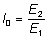 I₀ = E₂ / E₁